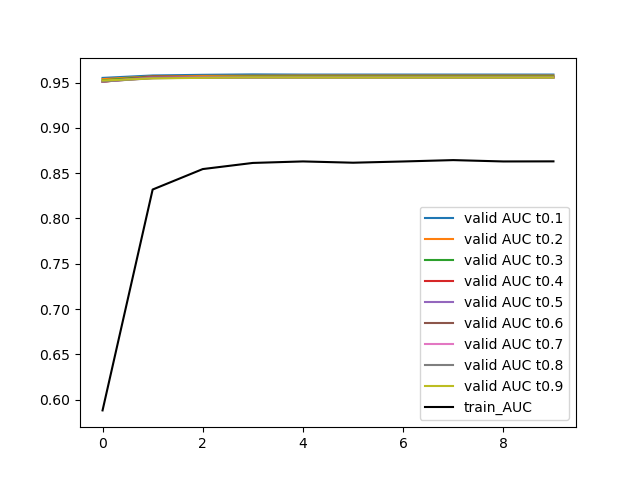 0.95
0.90
0.85
0.80
0.75
0.70
0.65
0.60
0
2
4
6
8
valid AUC t0.1
valid AUC t0.2
valid AUC t0.3
valid AUC t0.4
valid AUC t0.5
valid AUC t0.6
valid AUC t0.7
valid AUC t0.8
valid AUC t0.9
train_AUC